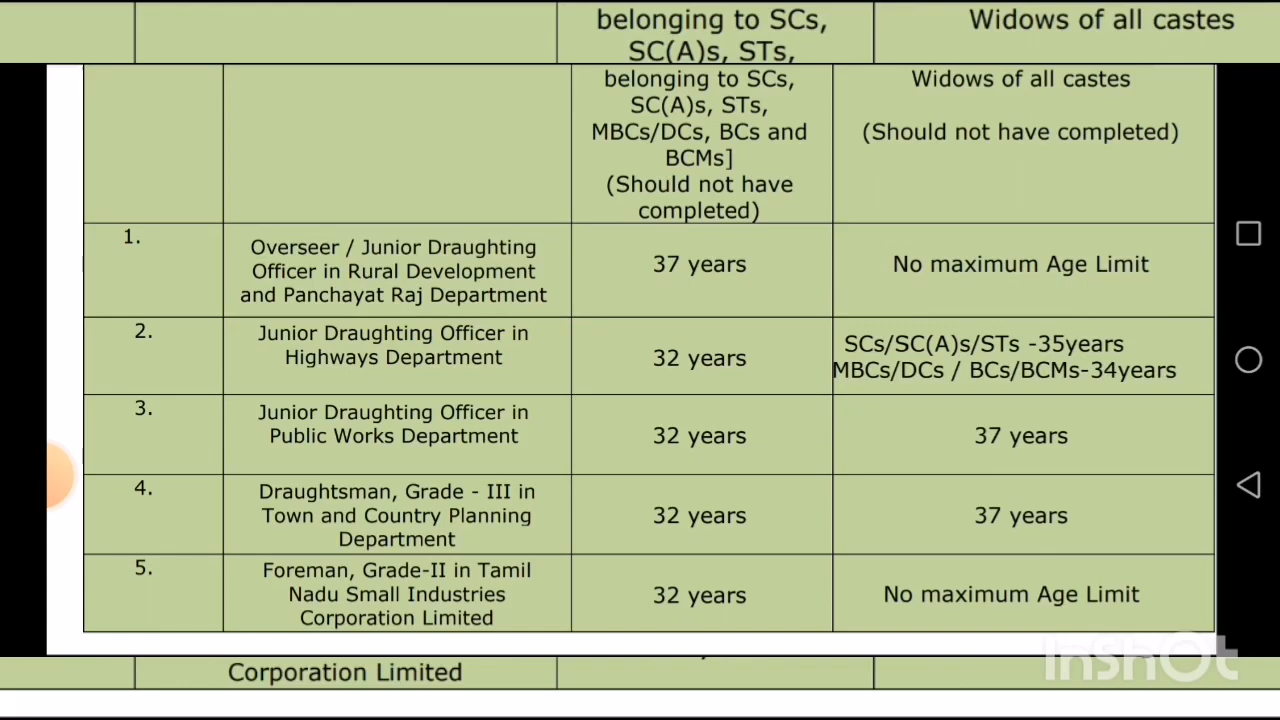 belonging to SCs,
SC(A)s, STs,
Widows of all castes
belonging to SCs,
SC(A)s, STs,
MBCs/DCs, BCs and
BCMs]
(Should not have
completed)
Widows of all castes
(Should not have completed)
1.
Overseer / Junior Draughting
Officer in Rural Development
and Panchayat Raj Department
37 years
No maximum Age Limit
2.
Junior Draughting Officer in
Highways Department
32 years
SCs/SC(A)s/STs -35years
MBCs/DCs / BCs/BCMs-34years
3.
Junior Draughting Officer in
Public Works Department
32 years
37 years
4.
Draughtsman, Grade - III in
Town and Country Planning
Department
32 years
37 years
5.
Foreman, Grade-II in Tamil
Nadu Small Industries
Corporation Limited
32 years
No maximum Age Limit
Corporation Limited
InShOt